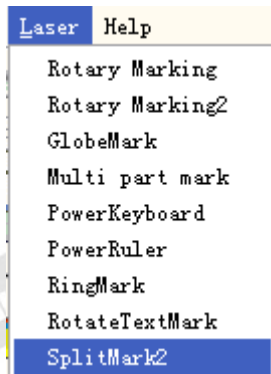 Laser Help
Rotary Marking
Rotary Marking2
GlobeMark
Multi part mark
PowerKeyboard
PowerRuler
RingMark
RotateTextMark
SplitMark2